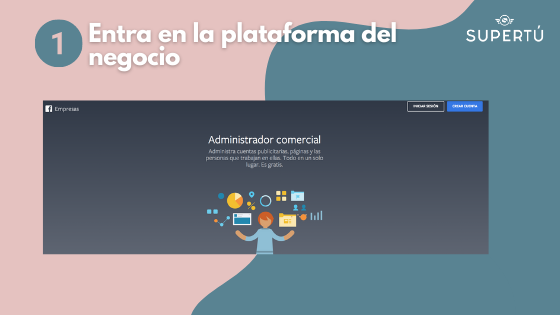 1
Entra en la plataforma del
negocio
SUPERTÚ
Empresas
INICIAR SESIÓN
CREAR CUENTA
Administrador comercial
Administra cuentas publicitarias, páginas y las
personas que trabajan en ellas. Todo en un solo
lugar. Es gratis.